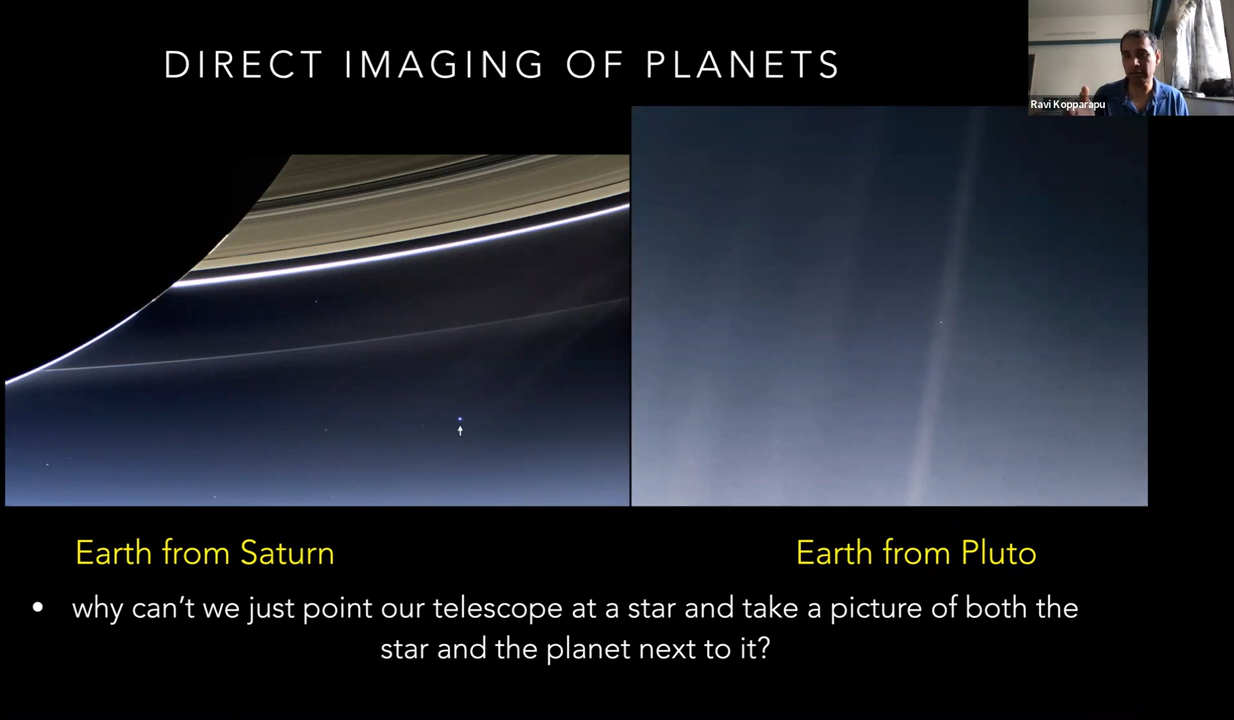 DIRECT IMAGING OF PLANETS
Ravi Kopparapu
Earth from Saturn
Earth from Pluto
• why can't we just point our telescope at a star and take a picture of both the
star and the planet next to it?